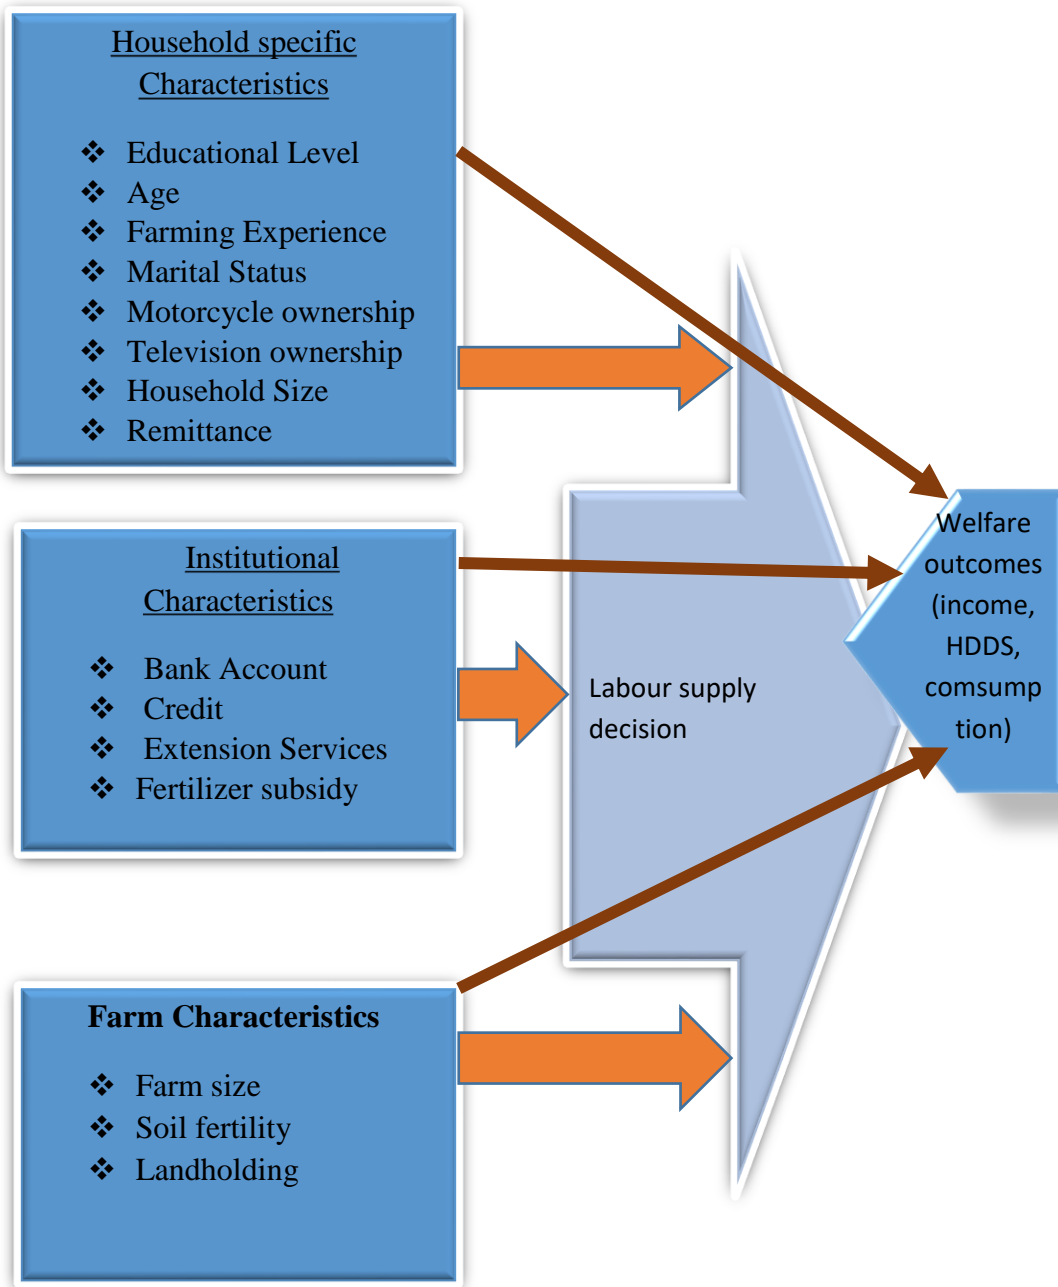 Household specific
Characteristics
❖ Educational Level
❖ Age
❖ Farming Experience
❖ Marital Status
❖ Motorcycle ownership
❖ Television ownership
❖ Household Size
❖ Remittance
Institutional
Characteristics
❖ Bank Account
❖ Credit
❖ Extension Services
❖ Fertilizer subsidy
Farm Characteristics
❖ Farm size
❖ Soil fertility
❖ Landholding
Labour supply
decision
Welfare
outcomes
(income,
HDDS,
comsump
tion)